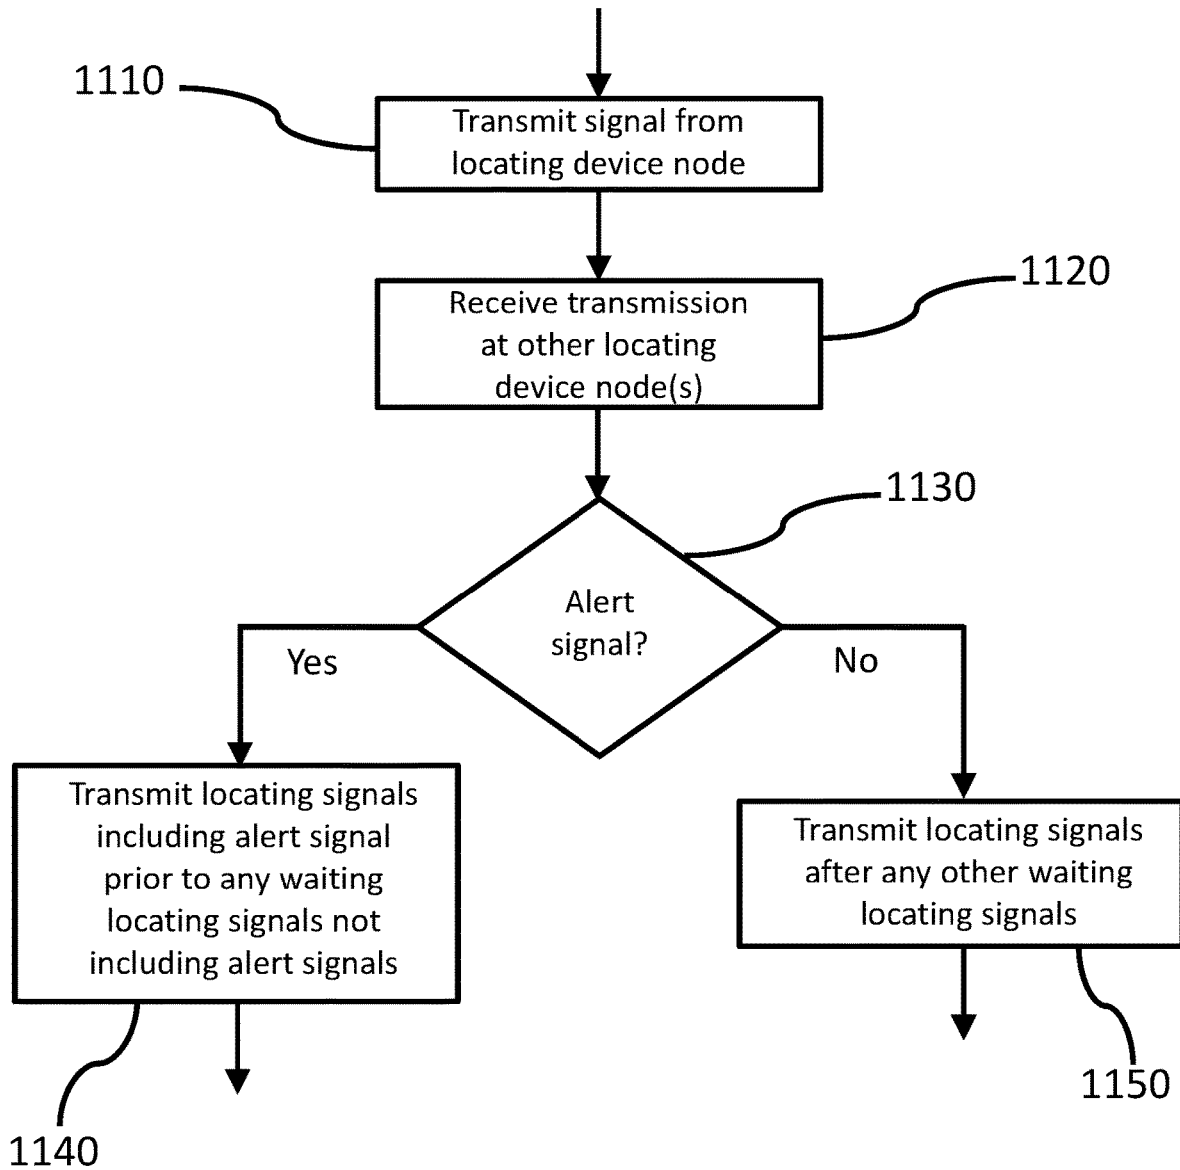 1110
Transmit signal from
locating device node
1120
Receive transmission
at other locating
device node(s)
1130
Alert
signal?
Yes
No
Transmit locating signals
including alert signal
prior to any waiting
locating signals not
including alert signals
Transmit locating signals
after any other waiting
locating signals
1140
1150